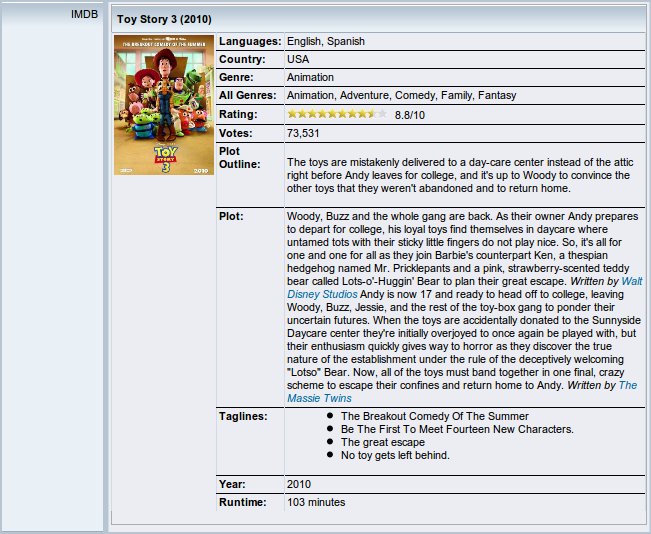 IMDB
Toy Story 3 (2010)
THE BREAKOUT COMEDY OF THE SUMMER
TOY
STORY
3
2010
Languages: English, Spanish
Country: USA
Genre: Animation
All Genres: Animation, Adventure, Comedy, Family, Fantasy
Rating: 8.8/10
Votes: 73,531
Plot
Outline:
The toys are mistakenly delivered to a day-care center instead of the attic
right before Andy leaves for college, and it's up to Woody to convince the
other toys that they weren't abandoned and to return home.
Plot: Woody, Buzz and the whole gang are back. As their owner Andy prepares
to depart for college, his loyal toys find themselves in daycare where
untamed tots with their sticky little fingers do not play nice. So, it's all for
one and one for all as they join Barbie's counterpart Ken, a thespian
hedgehog named Mr. Pricklepants and a pink, strawberry-scented teddy
bear called Lots-o'-Huggin' Bear to plan their great escape. Written by Walt
Disney Studios Andy is now 17 and ready to head off to college, leaving
Woody, Buzz, Jessie, and the rest of the toy-box gang to ponder their
uncertain futures. When the toys are accidentally donated to the Sunnyside
Daycare center they're initially overjoyed to once again be played with, but
their enthusiasm quickly gives way to horror as they discover the true
nature of the establishment under the rule of the deceptively welcoming
"Lotso" Bear. Now, all of the toys must band together in one final, crazy
scheme to escape their confines and return home to Andy. Written by The
Massie Twins
Taglines: • The Breakout Comedy Of The Summer
• Be The First To Meet Fourteen New Characters.
• The great escape
• No toy gets left behind.
Year: 2010
Runtime: 103 minutes